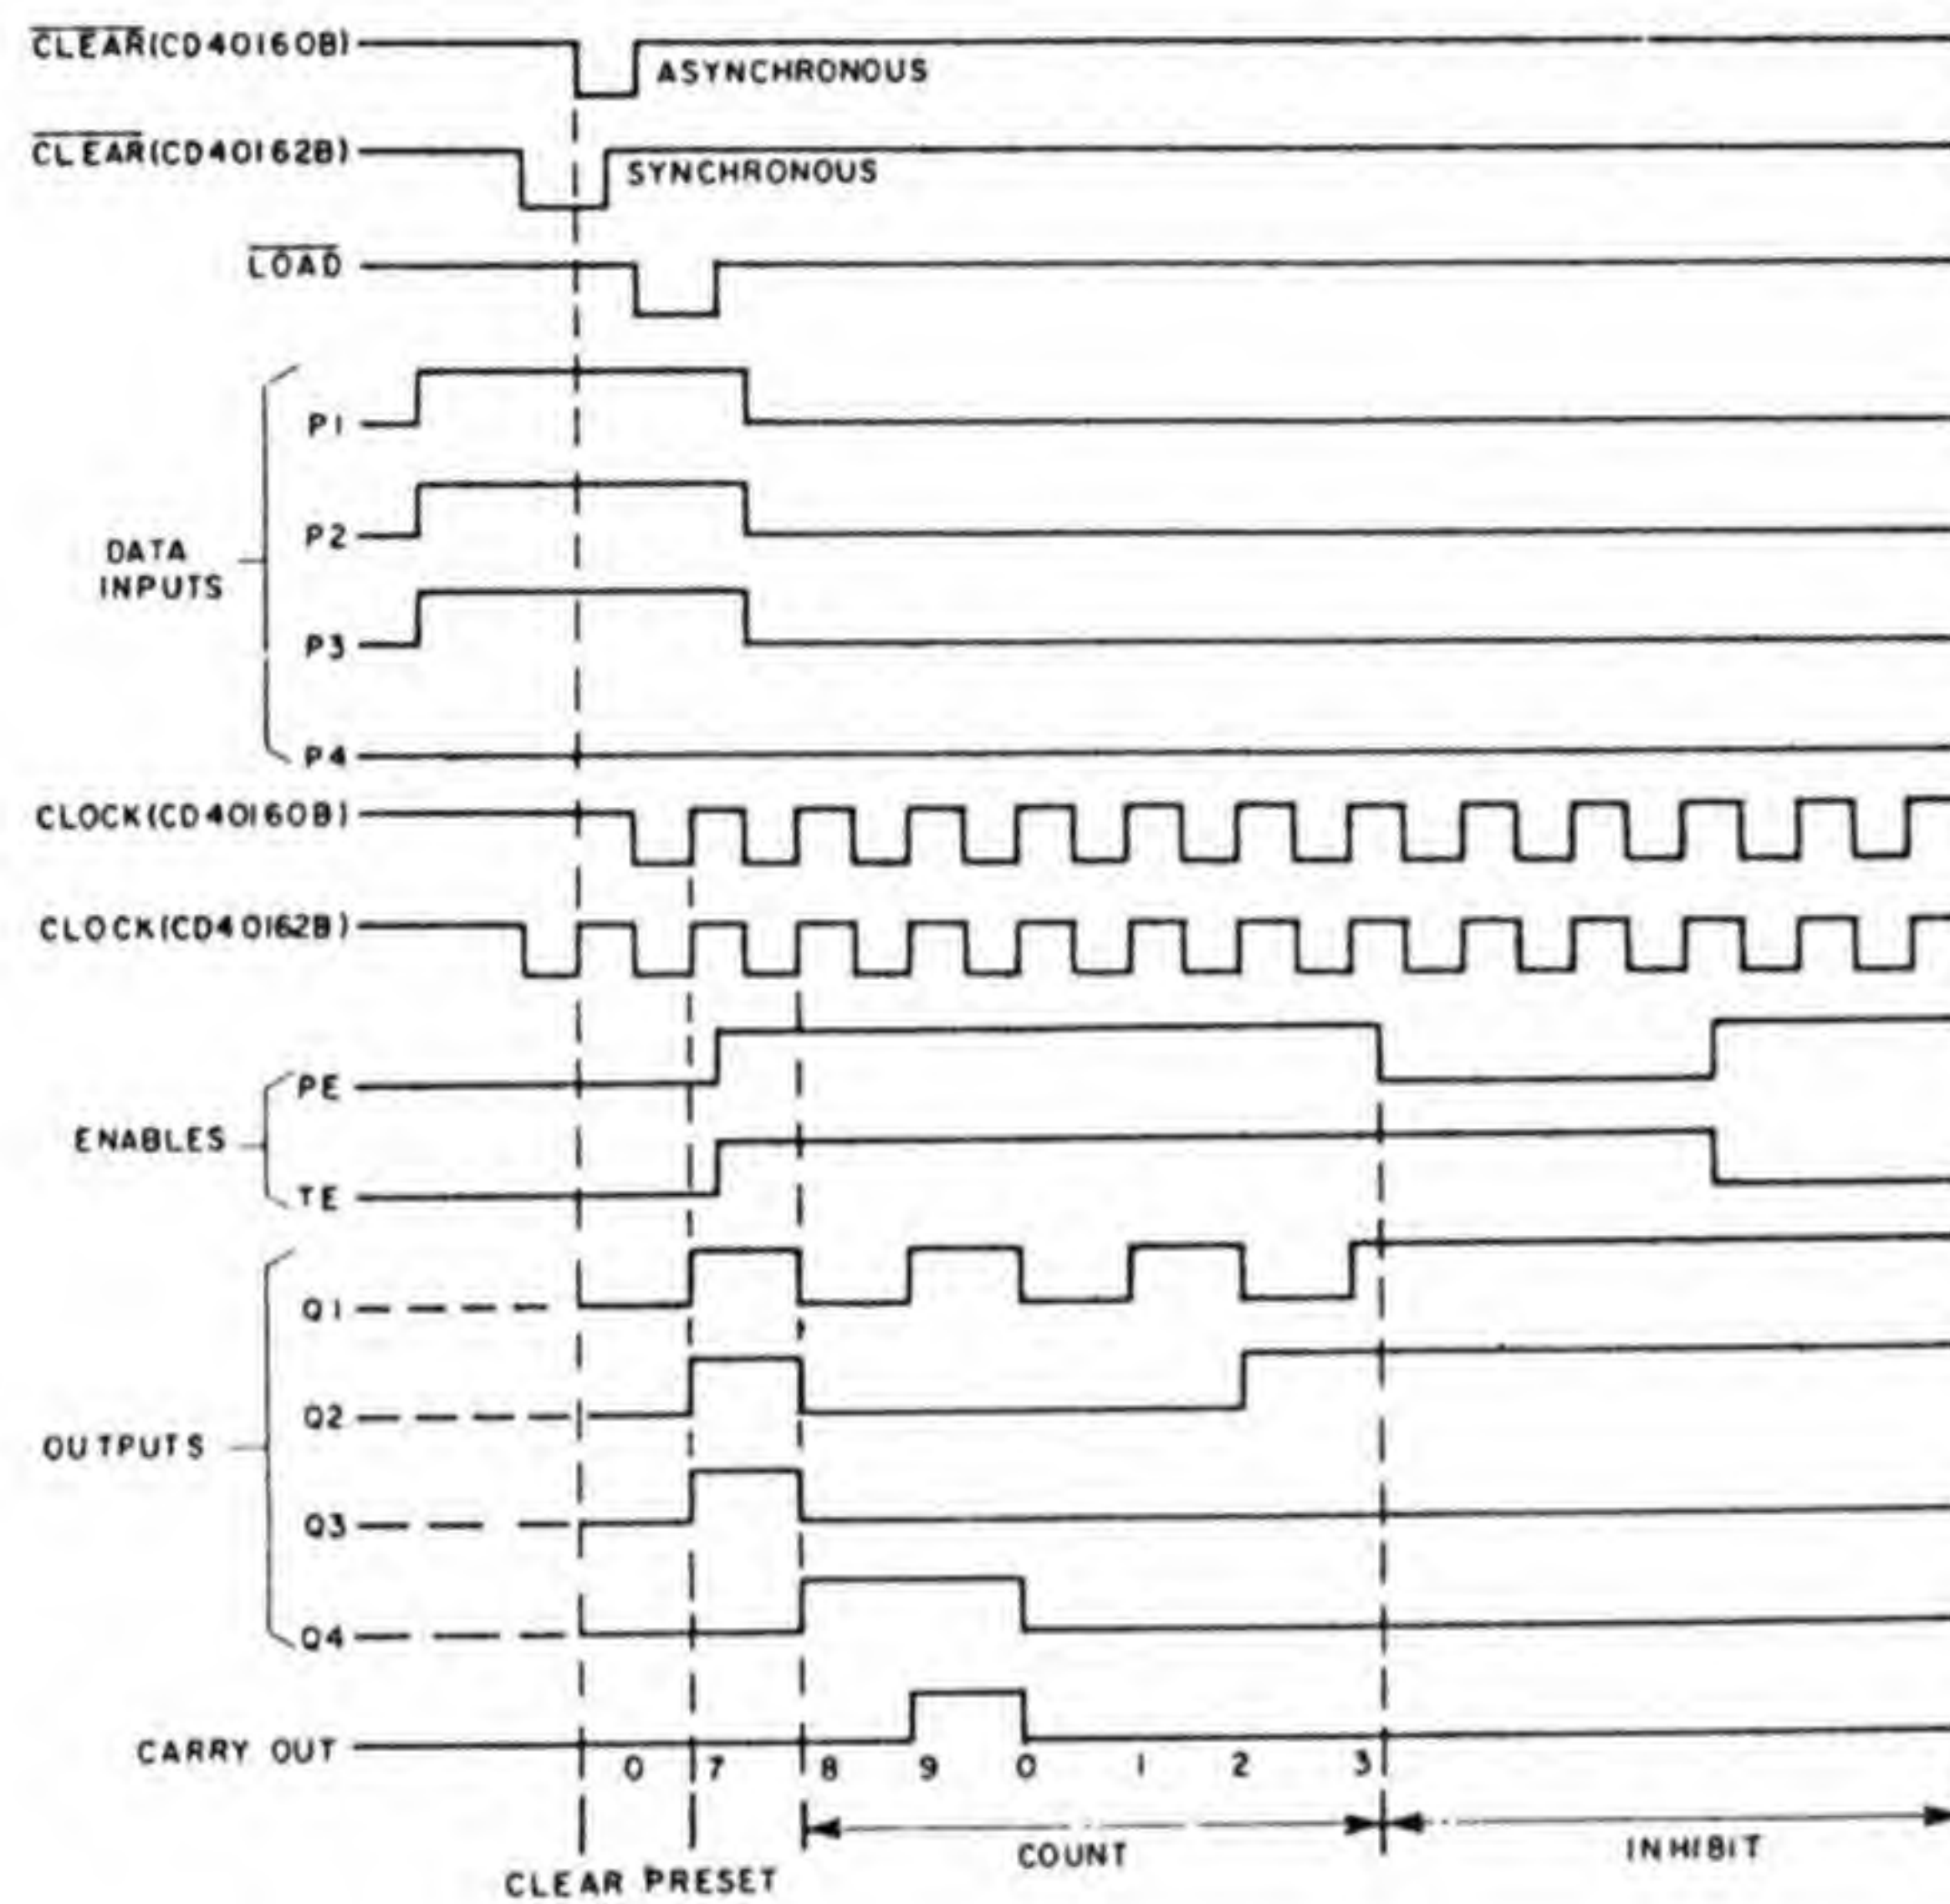 CLEAR(CD40160B)
ASYNCHRONOUS
CLEAR(CD40162B)
SYNCHRONOUS
LOAD
DATA INPUTS
P1
P2
P3
P4
CLOCK(CD40160B)
CLOCK(CD40162B)
ENABLES
PE
TE
OUTPUTS
Q1
Q2
Q3
Q4
CARRY OUT
0 7 8 9 0 1 2 3
CLEAR PRESET
COUNT
INHIBIT